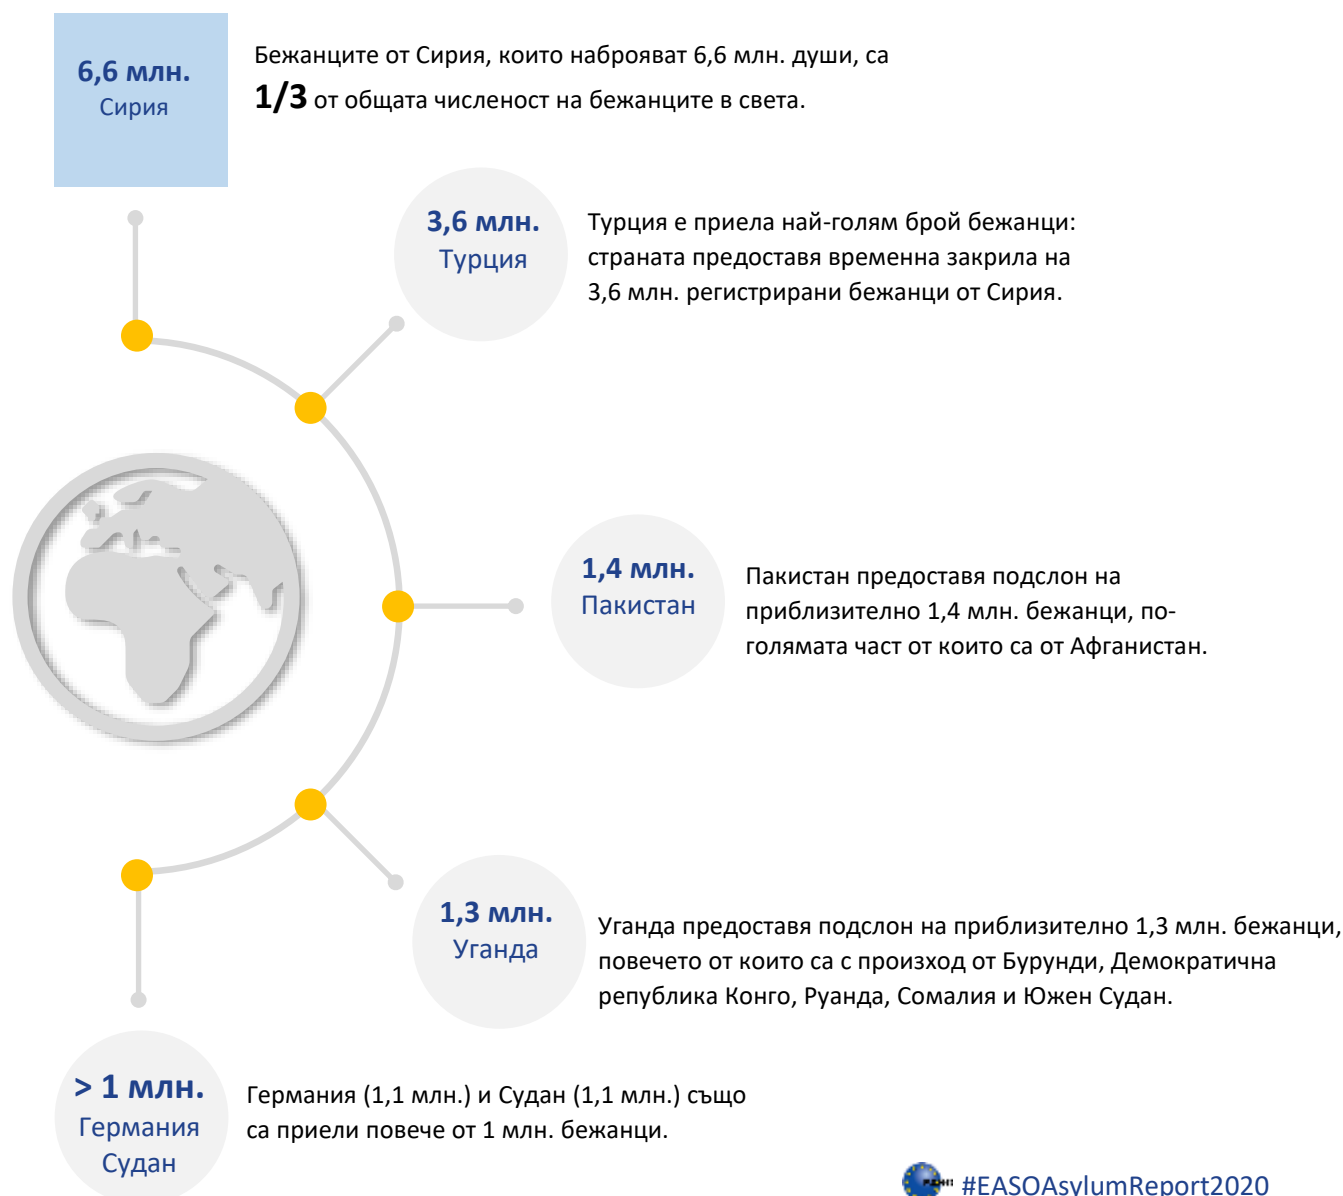 6,6 млн.
Сирия
Бежанците от Сирия, които наброяват 6,6 млн. души, са
1/3 от общата численост на бежанците в света.
3,6 млн.
Турция
Турция е приела най-голям брой бежанци:
страната предоставя временна закрила на
3,6 млн. регистрирани бежанци от Сирия.
1,4 млн.
Пакистан
Пакистан предоставя подслон на
приблизително 1,4 млн. бежанци, по-
голямата част от които са от Афганистан.
1,3 млн.
Уганда
Уганда предоставя подслон на приблизително 1,3 млн. бежанци,
повечето от които са с произход от Бурунди, Демократична
република Конго, Руанда, Сомалия и Южен Судан.
> 1 млн.
Германия
Судан
Германия (1,1 млн.) и Судан (1,1 млн.) също
са приели повече от 1 млн. бежанци.
#EASOAsylumReport2020